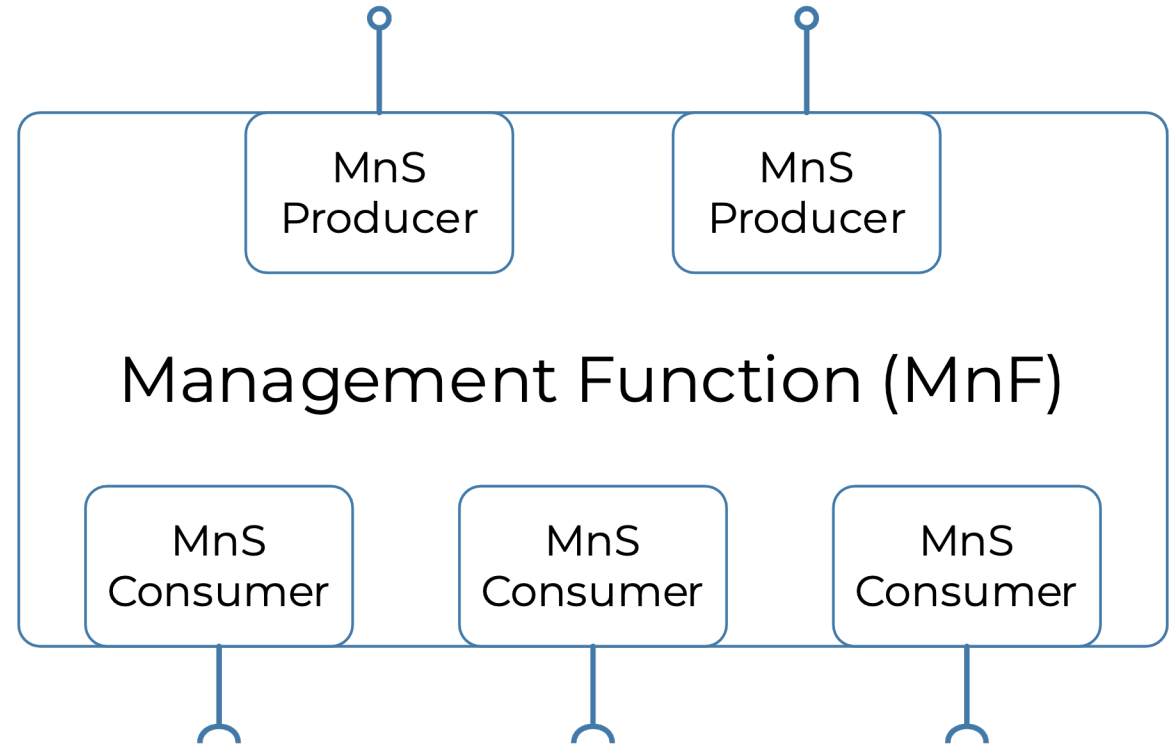 MnS
Producer
MnS
Producer
Management Function (MnF)
MnS
Consumer
MnS
Consumer
MnS
Consumer